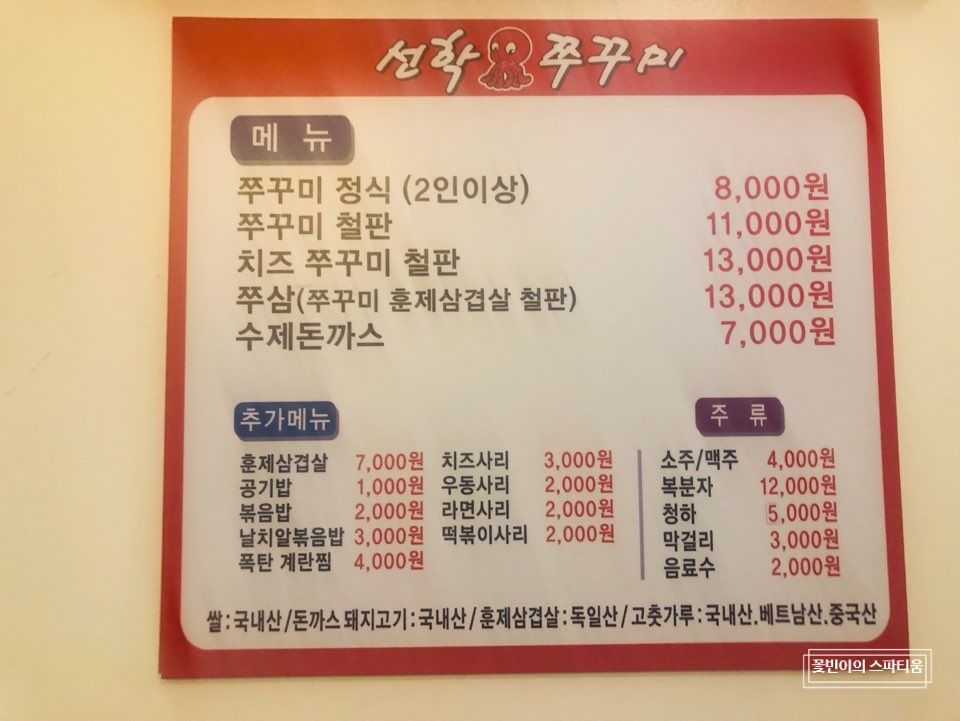 선학 쭈꾸미
메 뉴
쭈꾸미 정식 (2인이상) 8,000원
쭈꾸미 철판 11,000원
치즈 쭈꾸미 철판 13,000원
쭈삼(쭈꾸미 훈제삼겹살 철판) 13,000원
수제돈까스 7,000원
추가메뉴
훈제삼겹살 7,000원 치즈사리 3,000원
공기밥 1,000원 우동사리 2,000원
볶음밥 2,000원 라면사리 2,000원
날치알볶음밥 3,000원 떡볶이사리 2,000원
폭탄 계란찜 4,000원
주 류
소주/맥주 4,000원
복분자 12,000원
청하 5,000원
막걸리 3,000원
음료수 2,000원
쌀:국내산/돈까스 돼지고기:국내산/훈제삼겹살:독일산/고춧가루:국내산.베트남산.중국산
꽃빈이의 스파티움